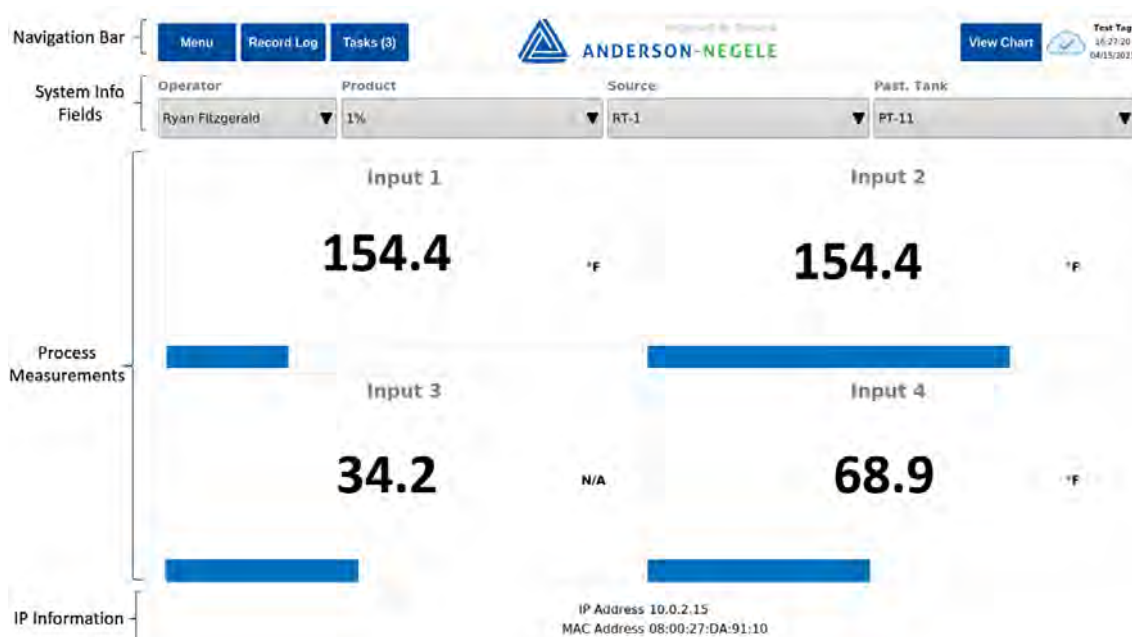 Navigation Bar
Menu
Record Log
Tasks (3)
ANDERSON-NEGELE
View Chart
Test Tag
16:27:20
System Info
Fields
Operator
Product
Source
Past. Tank
Ryan Fitzgerald
1%
RT-1
PT-11
Process
Measurements
Input 1
154.4
°F
Input 2
154.4
°F
Input 3
34.2
N/A
Input 4
68.9
°F
IP Information
IP Address 10.0.2.15
MAC Address 08:00:27:DA:91:10